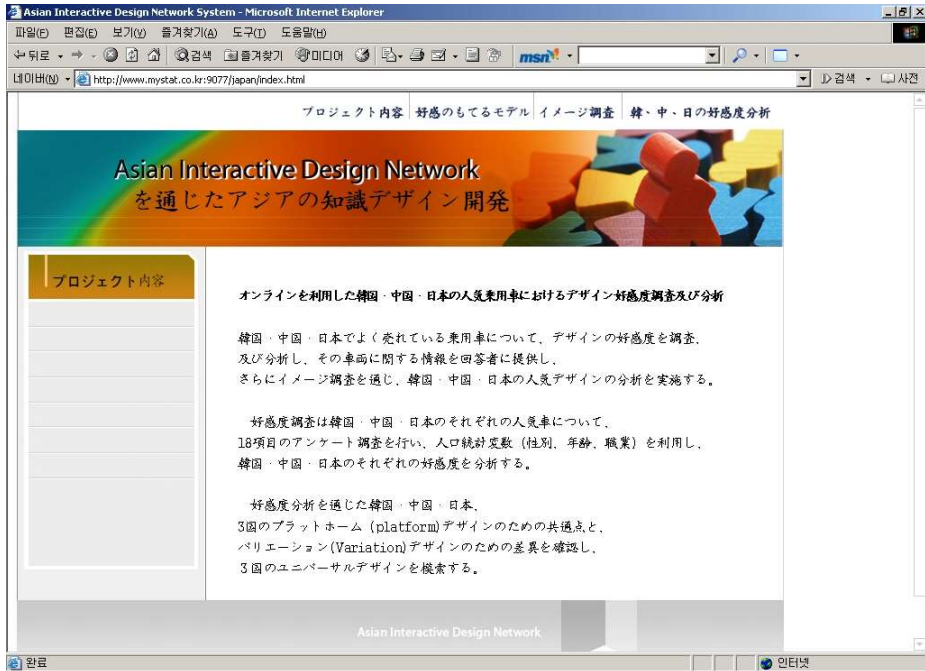 Asian Interactive Design Network System - Microsoft Internet Explorer
파일(F) 편집(E) 보기(V) 즐겨찾기(A) 도구(T) 도움말(H)
뒤로 검색 즐겨찾기 미디어 msn
네이버(N) http://www.mystat.co.kr:9077/japan/index.html 검색 사전
プロジェクト内容 好感のもてるモデル イメージ調査 韓、中、日の好感度分析
Asian Interactive Design Network
を通じたアジアの知識デザイン開発
プロジェクト内容
オンラインを利用した韓国・中国・日本の人気乗用車におけるデザイン好感度調査及び分析
韓国・中国・日本でよく売れている乗用車について、デザインの好感度を調査、
及び分析し、その車両に関する情報を回答者に提供し、
さらにイメージ調査を通じ、韓国・中国・日本の人気デザインの分析を実施する。
好感度調査は韓国・中国・日本のそれぞれの人気車について、
18項目のアンケート調査を行い、人口統計変数（性別、年齢、職業）を利用し、
韓国・中国・日本のそれぞれの好感度を分析する。
好感度分析を通じた韓国・中国・日本、
3国のプラットホーム (platform)デザインのための共通点と、
バリエーション(Variation)デザインのための差異を確認し、
３国のユニバーサルデザインを模索する。
Asian Interactive Design Network
완료 인터넷